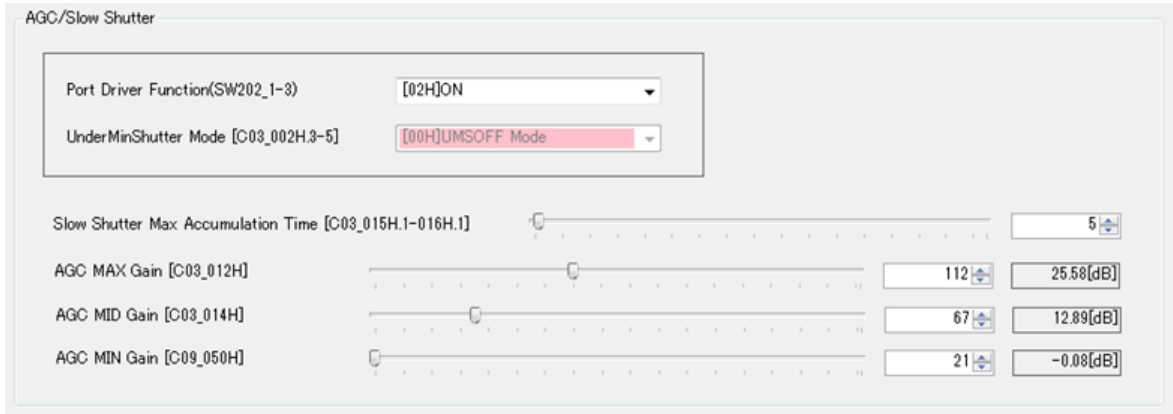 AGC/Slow Shutter
Port Driver Function(SW202_1-3) [02H]ON
UnderMinShutter Mode [C03_002H.3-5] [00H]UMSOFF Mode
Slow Shutter Max Accumulation Time [C03_015H.1-016H.1] 5
AGC MAX Gain [C03_012H] 112 25.58[dB]
AGC MID Gain [C03_014H] 67 12.89[dB]
AGC MIN Gain [C09_050H] 21 -0.08[dB]